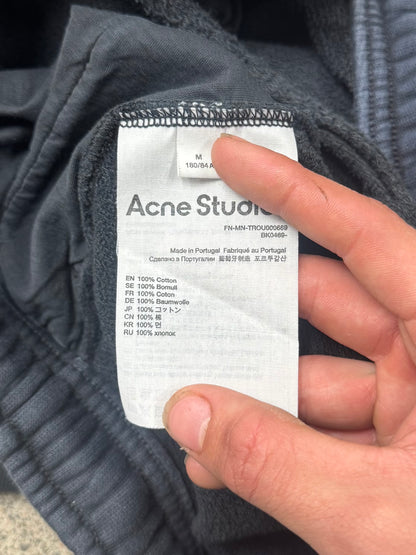 M
180/84A
Acne Studio
FN-MN-TROU000669
BK0469-
Made in Portugal Fabriqué au Portugal
Сделано в Португалии 葡萄牙制造 포르투갈산
EN 100% Cotton
SE 100% Bomull
FR 100% Coton
DE 100% Baumwolle
JP 100% コットン
CN 100% 棉
KR 100% 면
RU 100% хлопок